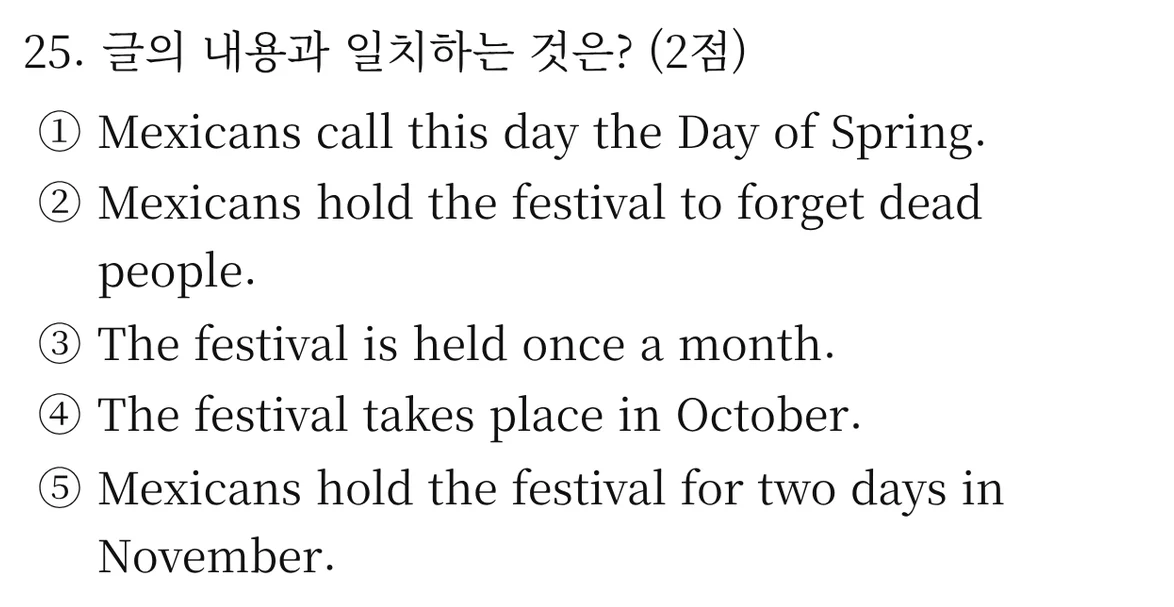 25. 글의 내용과 일치하는 것은? (2점)
① Mexicans call this day the Day of Spring.
② Mexicans hold the festival to forget dead
people.
③ The festival is held once a month.
④ The festival takes place in October.
⑤ Mexicans hold the festival for two days in
November.